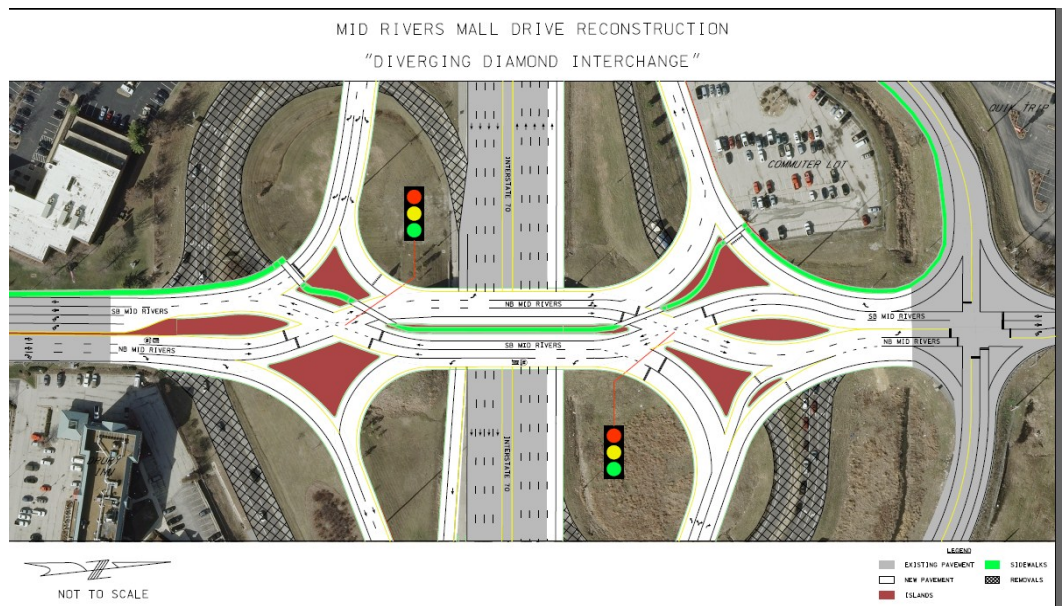 MID RIVERS MALL DRIVE RECONSTRUCTION
"DIVERGING DIAMOND INTERCHANGE"
QUIK TRIP
COMMUTER LOT
INTERSTATE 70
NB MID RIVERS
SB MID RIVERS
SB MID RIVERS
NB MID RIVERS
SB MID RIVERS
NB MID RIVERS
DRURY INN
INTERSTATE 70
NOT TO SCALE
LEGEND
EXISTING PAVEMENT
SIDEWALKS
NEW PAVEMENT
REMOVALS
ISLANDS